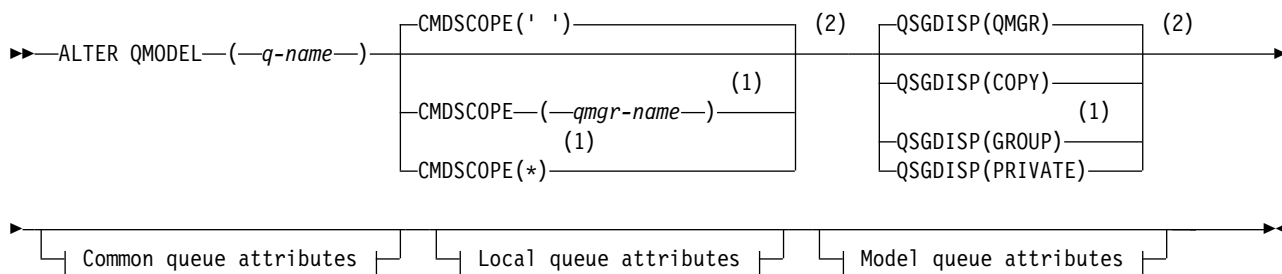 CMDSCOPE(' ') (2) QSGDISP(QMGR) (2)
ALTER QMODEL ( q-name )
(1) QSGDISP(COPY)
CMDSCOPE ( qmgr-name ) (1)
(1) QSGDISP(GROUP)
CMDSCOPE(*) QSGDISP(PRIVATE)
Common queue attributes Local queue attributes Model queue attributes